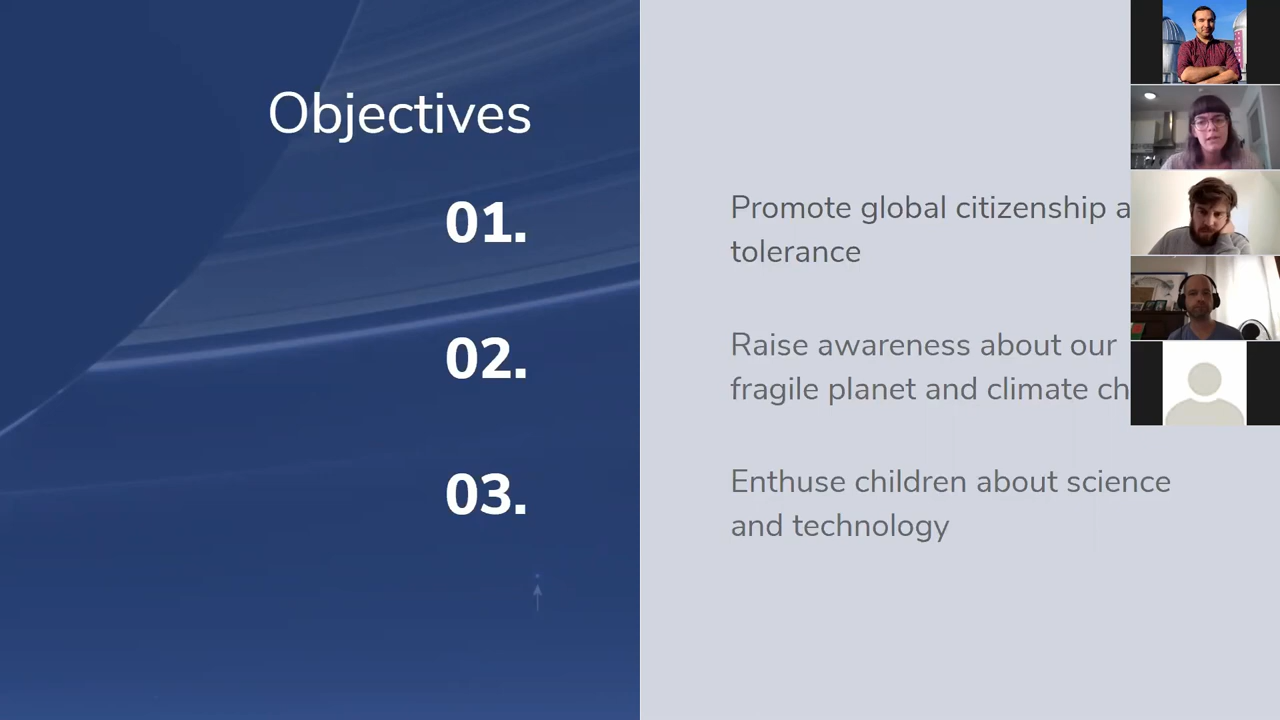 Objectives
01.
Promote global citizenship
tolerance
02.
Raise awareness about our
fragile planet and climate
03.
Enthuse children about science
and technology